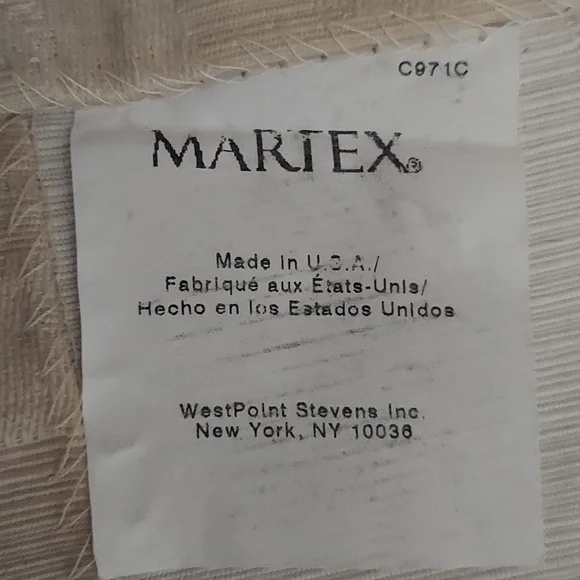 C971C
MARTEX®
Made in U.S.A./
Fabriqué aux États-Unis/
Hecho en los Estados Unidos
WestPoint Stevens Inc.
New York, NY 10036